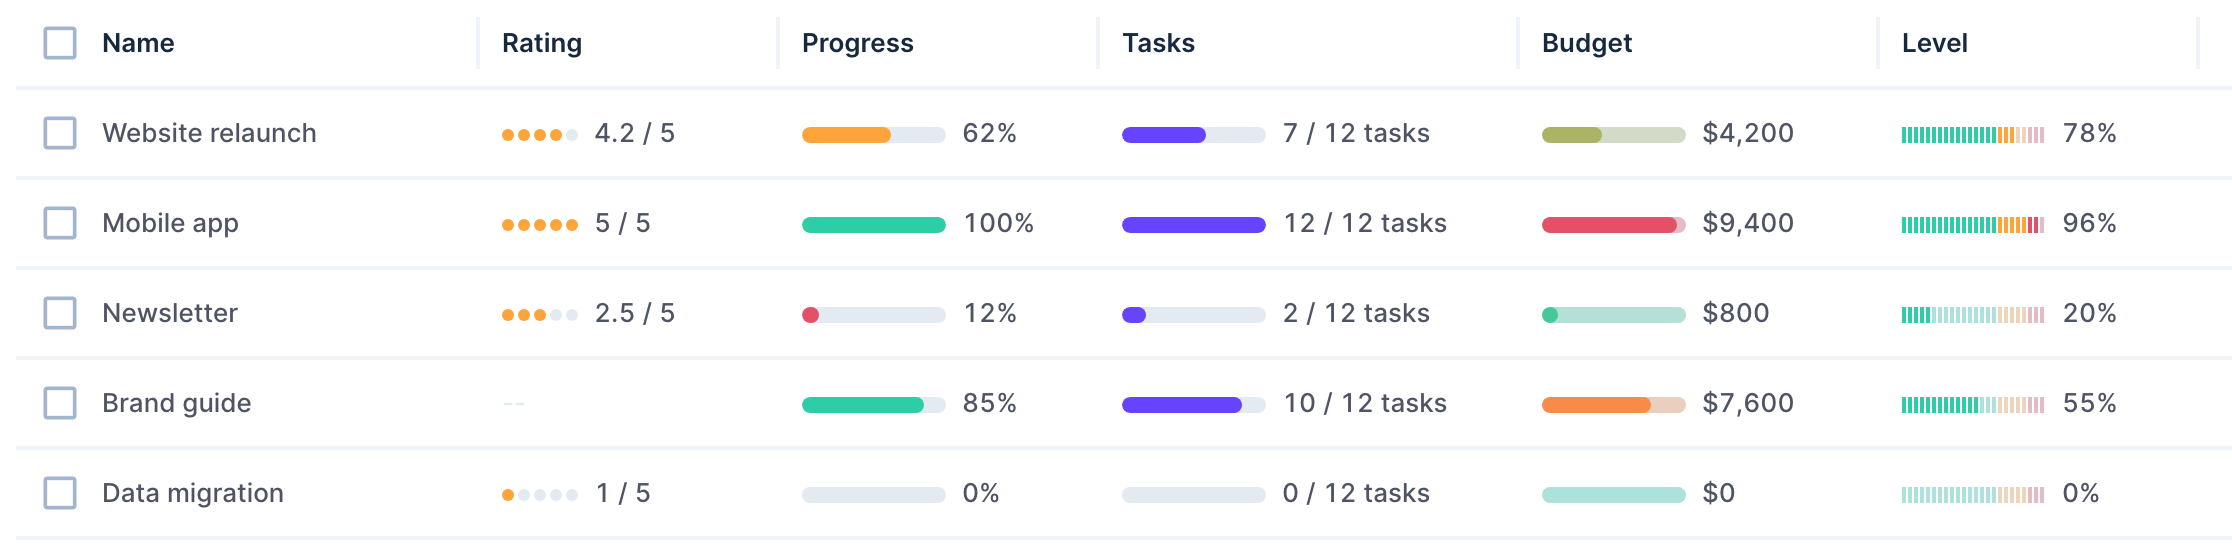 Name Rating Progress Tasks Budget Level
Website relaunch 4.2 / 5 62% 7 / 12 tasks $4,200 78%
Mobile app 5 / 5 100% 12 / 12 tasks $9,400 96%
Newsletter 2.5 / 5 12% 2 / 12 tasks $800 20%
Brand guide -- 85% 10 / 12 tasks $7,600 55%
Data migration 1 / 5 0% 0 / 12 tasks $0 0%